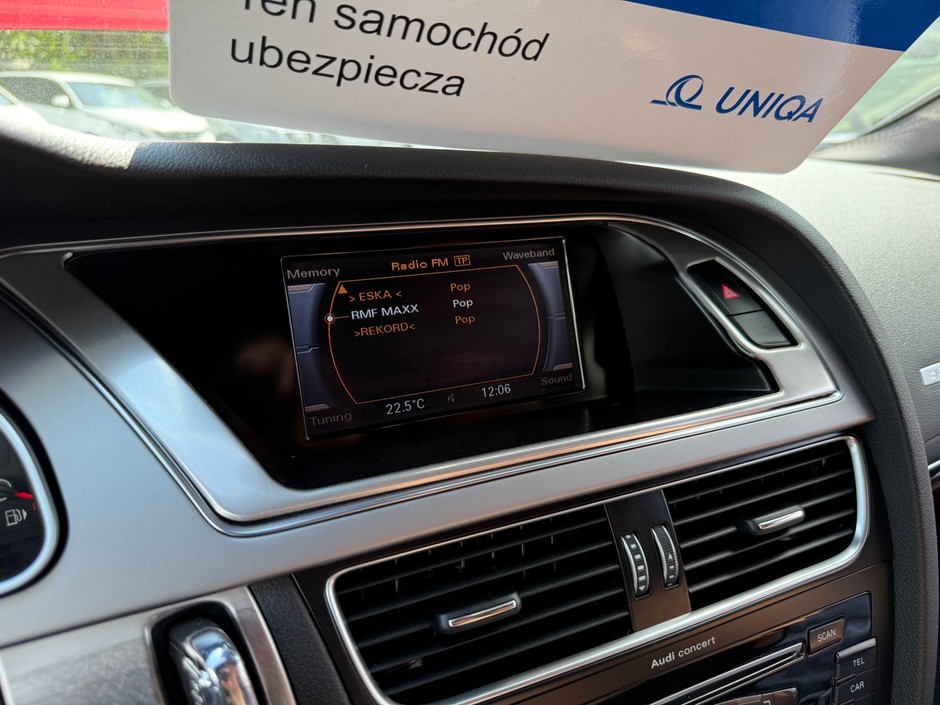 Ten samochód
ubezpiecza
UNIQA
Memory
Radio FM TP
Waveband
> ESKA < Pop
RMF MAXX Pop
>REKORD< Pop
Tuning
22.5°C
12:06
Sound
Audi concert
SCAN
TEL
CAR